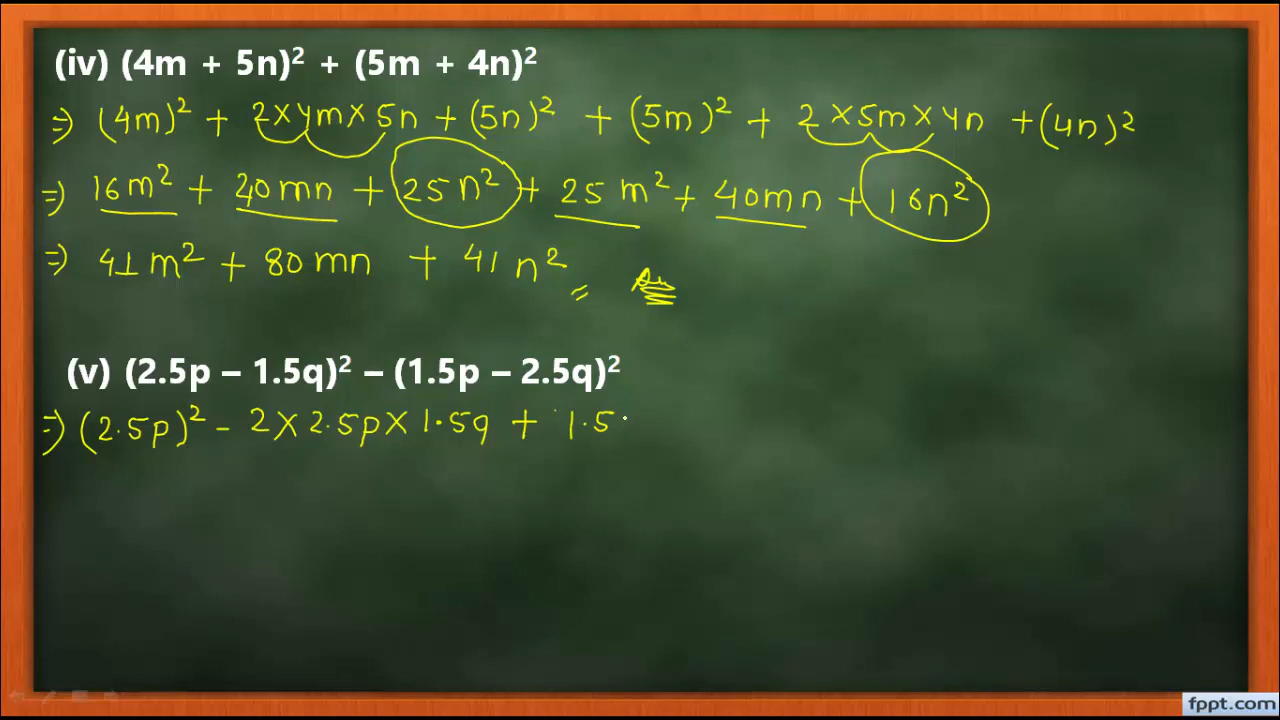 (iv) (4m + 5n)² + (5m + 4n)²
⇒ (4m)² + 2×4m×5n + (5n)² + (5m)² + 2×5m×4n + (4n)²
⇒ 16m² + 20mn + 25n² + 25m² + 40mn + 16n²
⇒ 41m² + 80mn + 41n²
(v) (2.5p – 1.5q)² – (1.5p – 2.5q)²
⇒ (2.5p)² - 2×2.5p×1.5q + 1.5
fppt.com